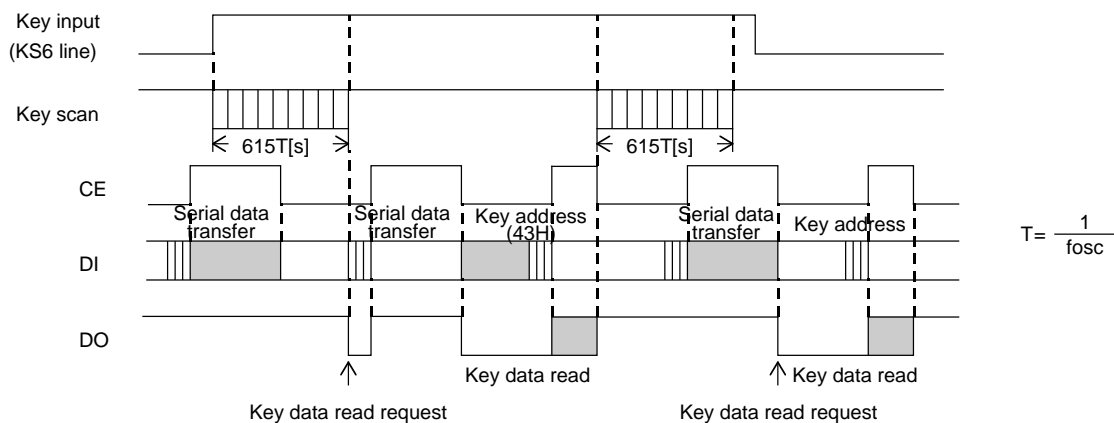 Key input
(KS6 line)
Key scan
615T[s]
615T[s]
CE
Serial data
transfer
Serial data
transfer
Key address
(43H)
Serial data
transfer
Key address
DI
T= 1
fosc
DO
Key data read
Key data read
Key data read request
Key data read request